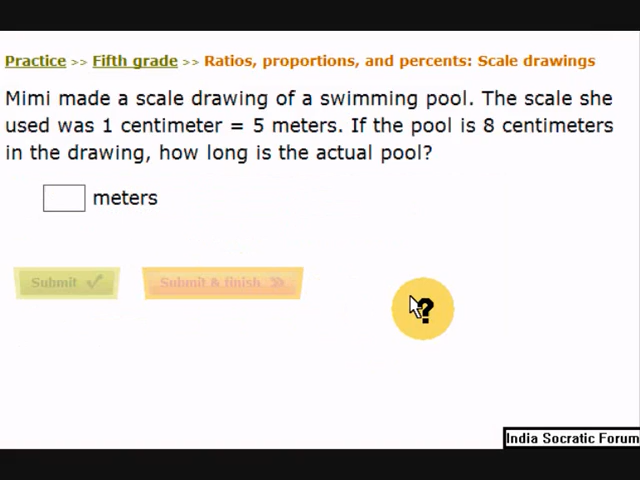 Practice >> Fifth grade >> Ratios, proportions, and percents: Scale drawings
Mimi made a scale drawing of a swimming pool. The scale she
used was 1 centimeter = 5 meters. If the pool is 8 centimeters
in the drawing, how long is the actual pool?
meters
Submit ✓ Submit & finish >>
?
India Socratic Forum